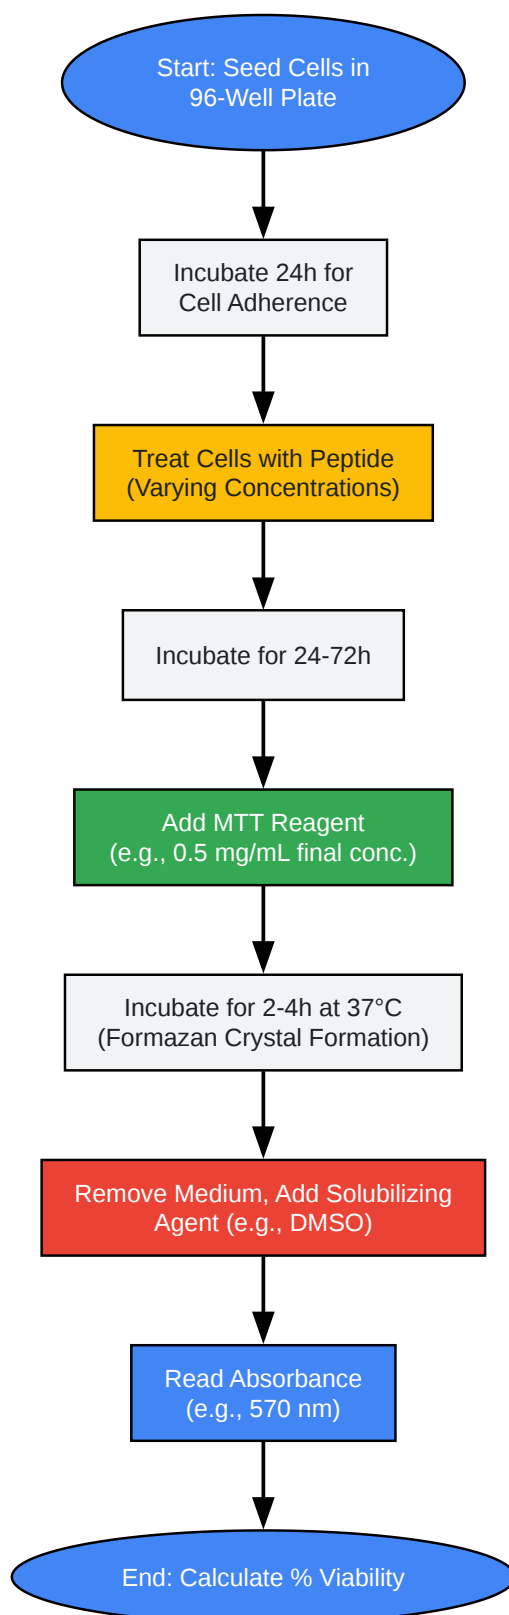 Start: Seed Cells in
96-Well Plate
Incubate 24h for
Cell Adherence
Treat Cells with Peptide
(Varying Concentrations)
Incubate for 24-72h
Add MTT Reagent
(e.g., 0.5 mg/mL final conc.)
Incubate for 2-4h at 37°C
(Formazan Crystal Formation)
Remove Medium, Add Solubilizing
Agent (e.g., DMSO)
Read Absorbance
(e.g., 570 nm)
End: Calculate % Viability